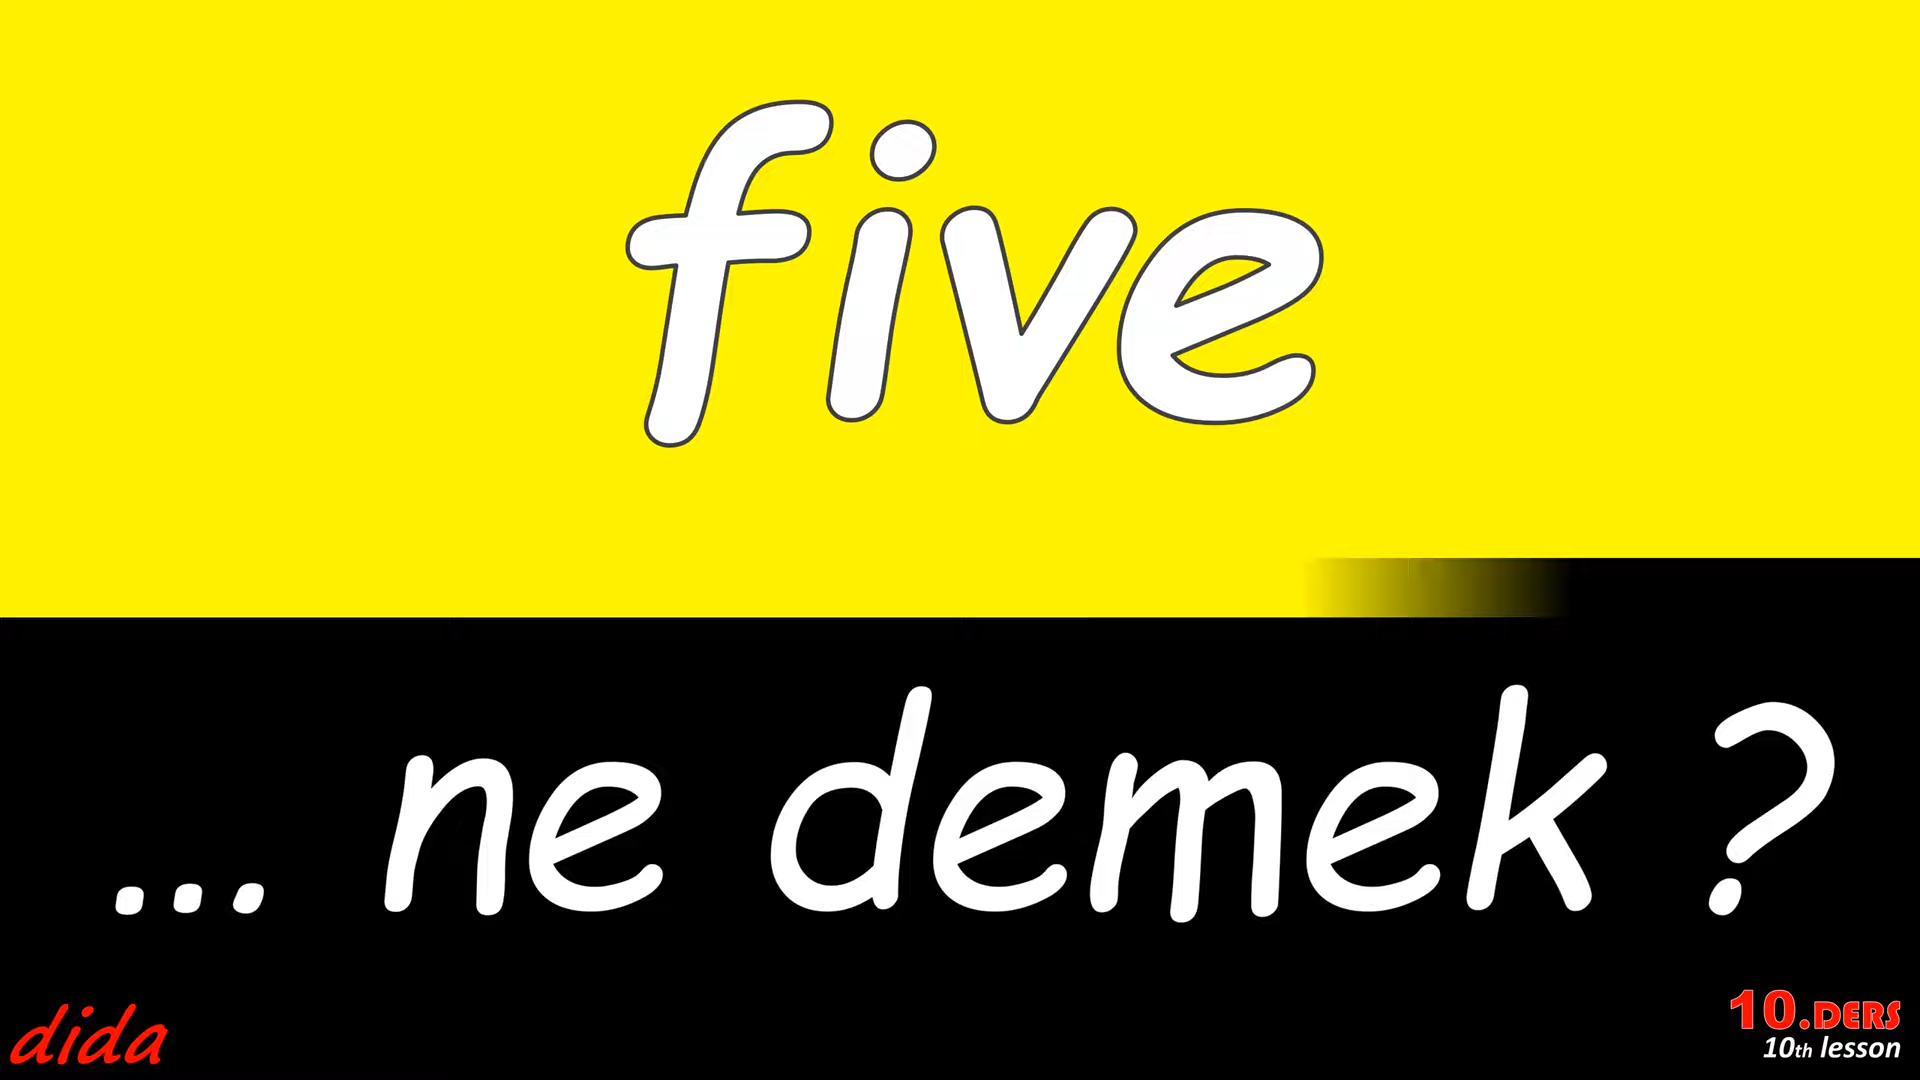 five
... ne demek ?
dida
10.DERS
10th lesson